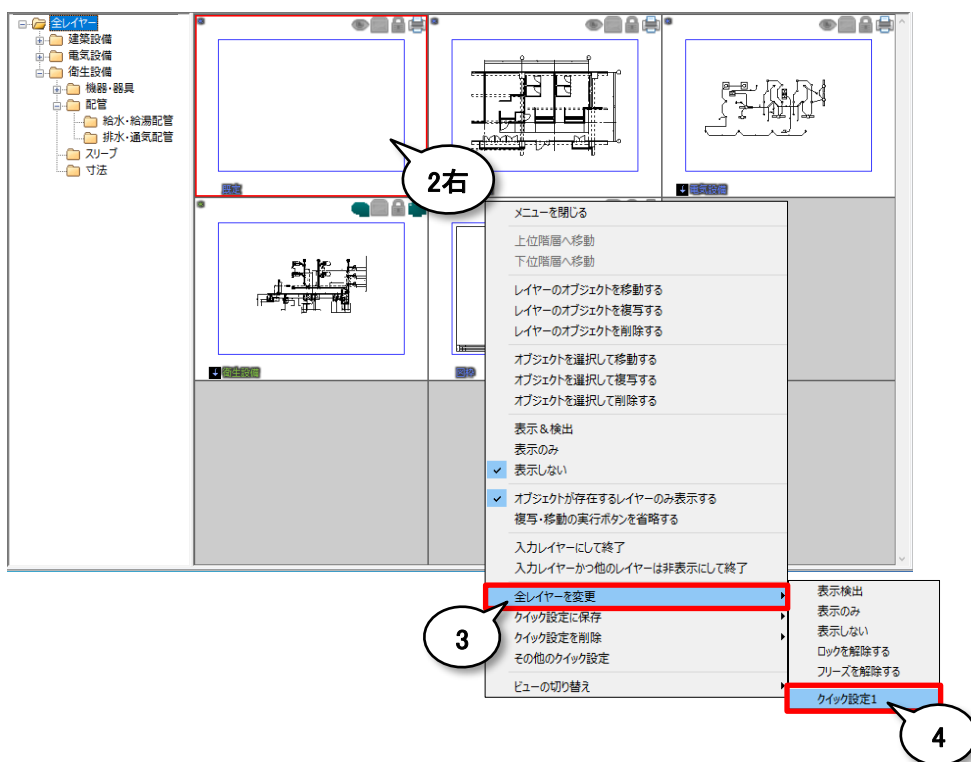 全レイヤー
建築設備
電気設備
衛生設備
機器・器具
配管
給水・給湯配管
排水・通気配管
スリーブ
寸法
既定
2右
電気設備
衛生設備
図枠
メニューを閉じる
上位階層へ移動
下位階層へ移動
レイヤーのオブジェクトを移動する
レイヤーのオブジェクトを複写する
レイヤーのオブジェクトを削除する
オブジェクトを選択して移動する
オブジェクトを選択して複写する
オブジェクトを選択して削除する
表示&検出
表示のみ
表示しない
オブジェクトが存在するレイヤーのみ表示する
複写・移動の実行ボタンを省略する
入力レイヤーにして終了
入力レイヤーかつ他のレイヤーは非表示にして終了
全レイヤーを変更
クイック設定に保存
クイック設定を削除
その他のクイック設定
ビューの切り替え
3
表示検出
表示のみ
表示しない
ロックを解除する
フリーズを解除する
クイック設定1
4